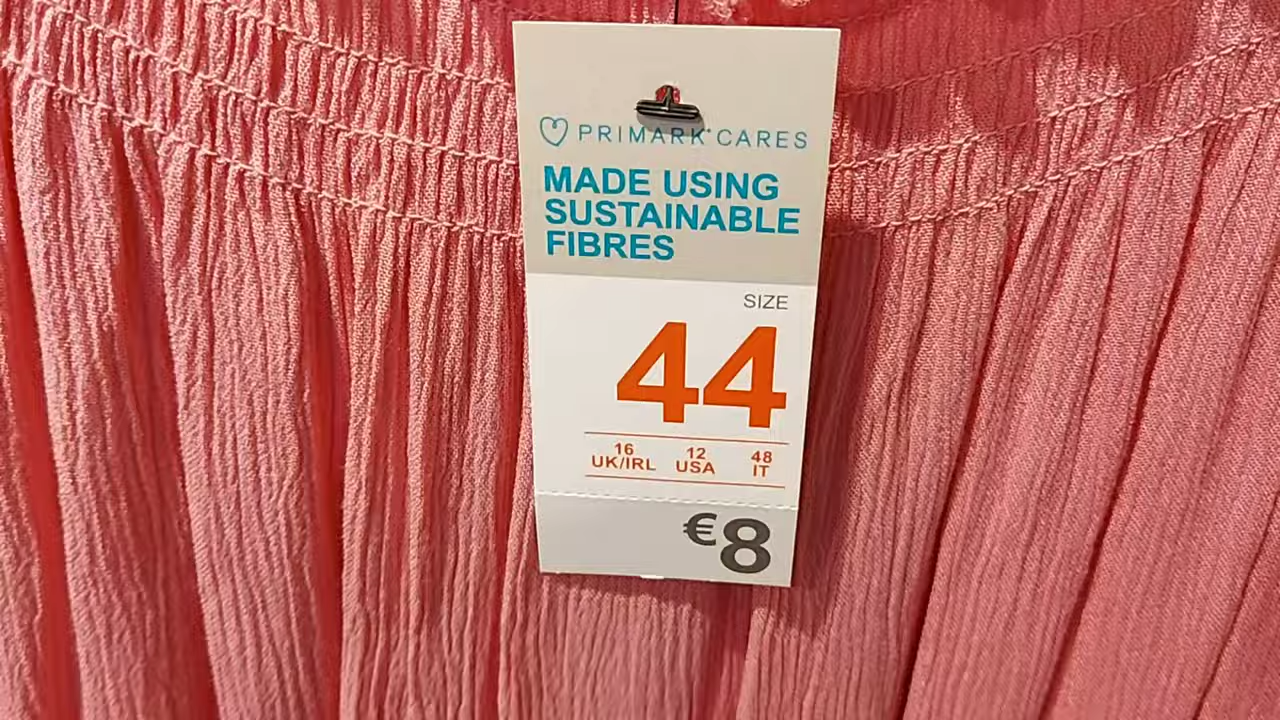 PRIMARK CARES
MADE USING
SUSTAINABLE
FIBRES
SIZE
44
16 12 48
UK/IRL USA IT
€8